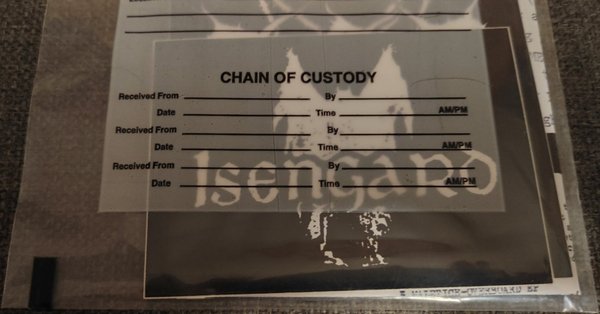 CHAIN OF CUSTODY
Received From By
Date Time AM/PM
Received From By
Date Time AM/PM
Received From By
Isengard
Date Time AM/PM